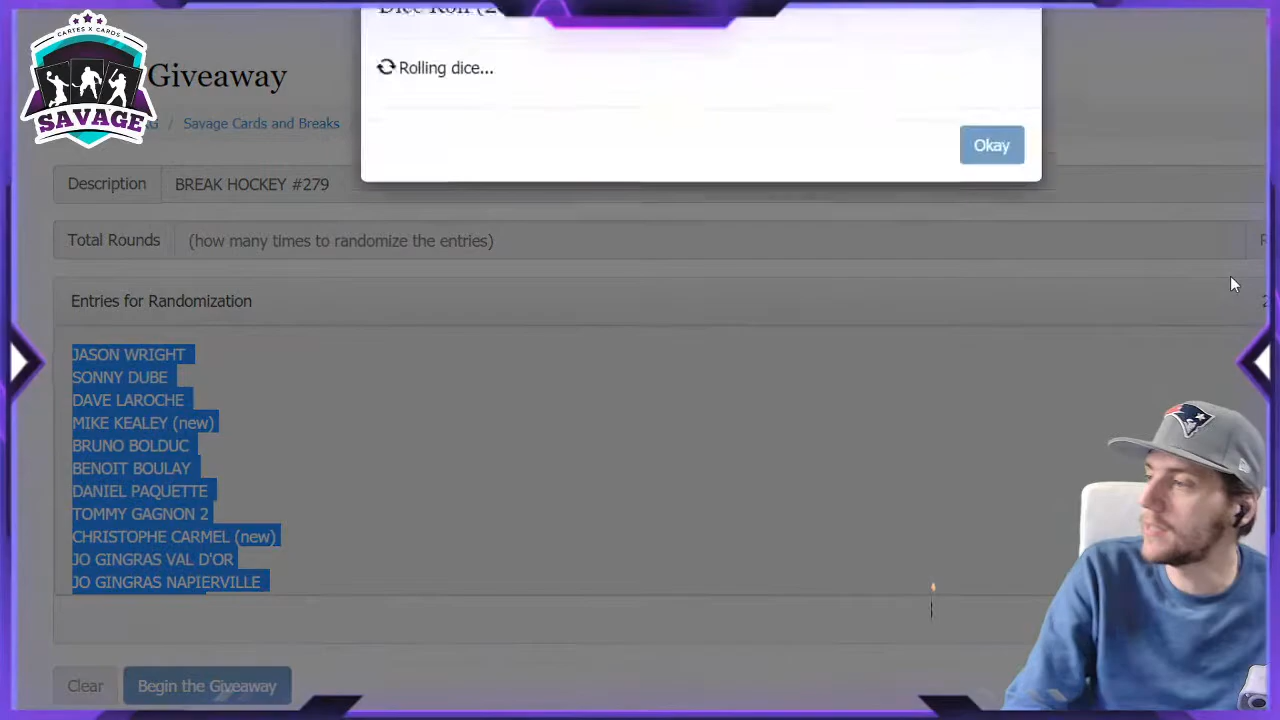 Dice Roll (2
Rolling dice...
Okay
CARTES X CARDS
SAVAGE
Giveaway
G / Savage Cards and Breaks
Description BREAK HOCKEY #279
Total Rounds (how many times to randomize the entries)
Entries for Randomization
JASON WRIGHT
SONNY DUBE
DAVE LAROCHE
MIKE KEALEY (new)
BRUNO BOLDUC
BENOIT BOULAY
DANIEL PAQUETTE
TOMMY GAGNON 2
CHRISTOPHE CARMEL (new)
JO GINGRAS VAL D'OR
JO GINGRAS NAPIERVILLE
Clear Begin the Giveaway